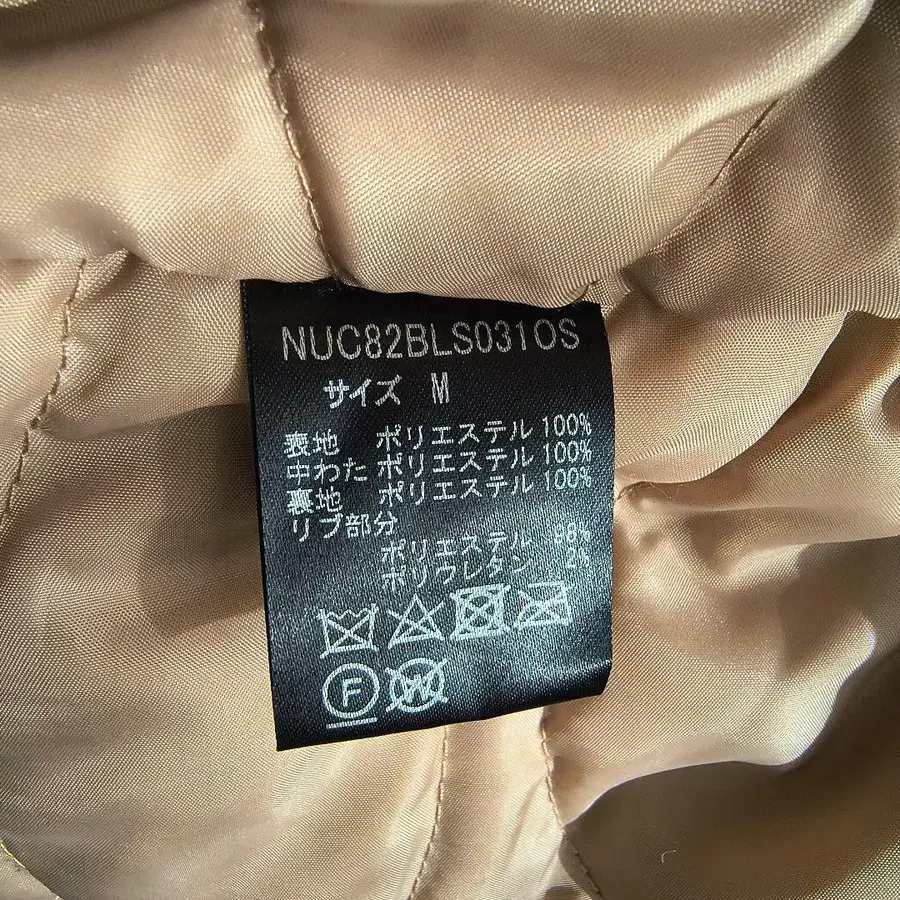 NUC82BLS031OS
サイズ M
表地 ポリエステル 100%
中わた ポリエステル 100%
裏地 ポリエステル 100%
リブ部分
ポリエステル 98%
ポリウレタン 2%
F W